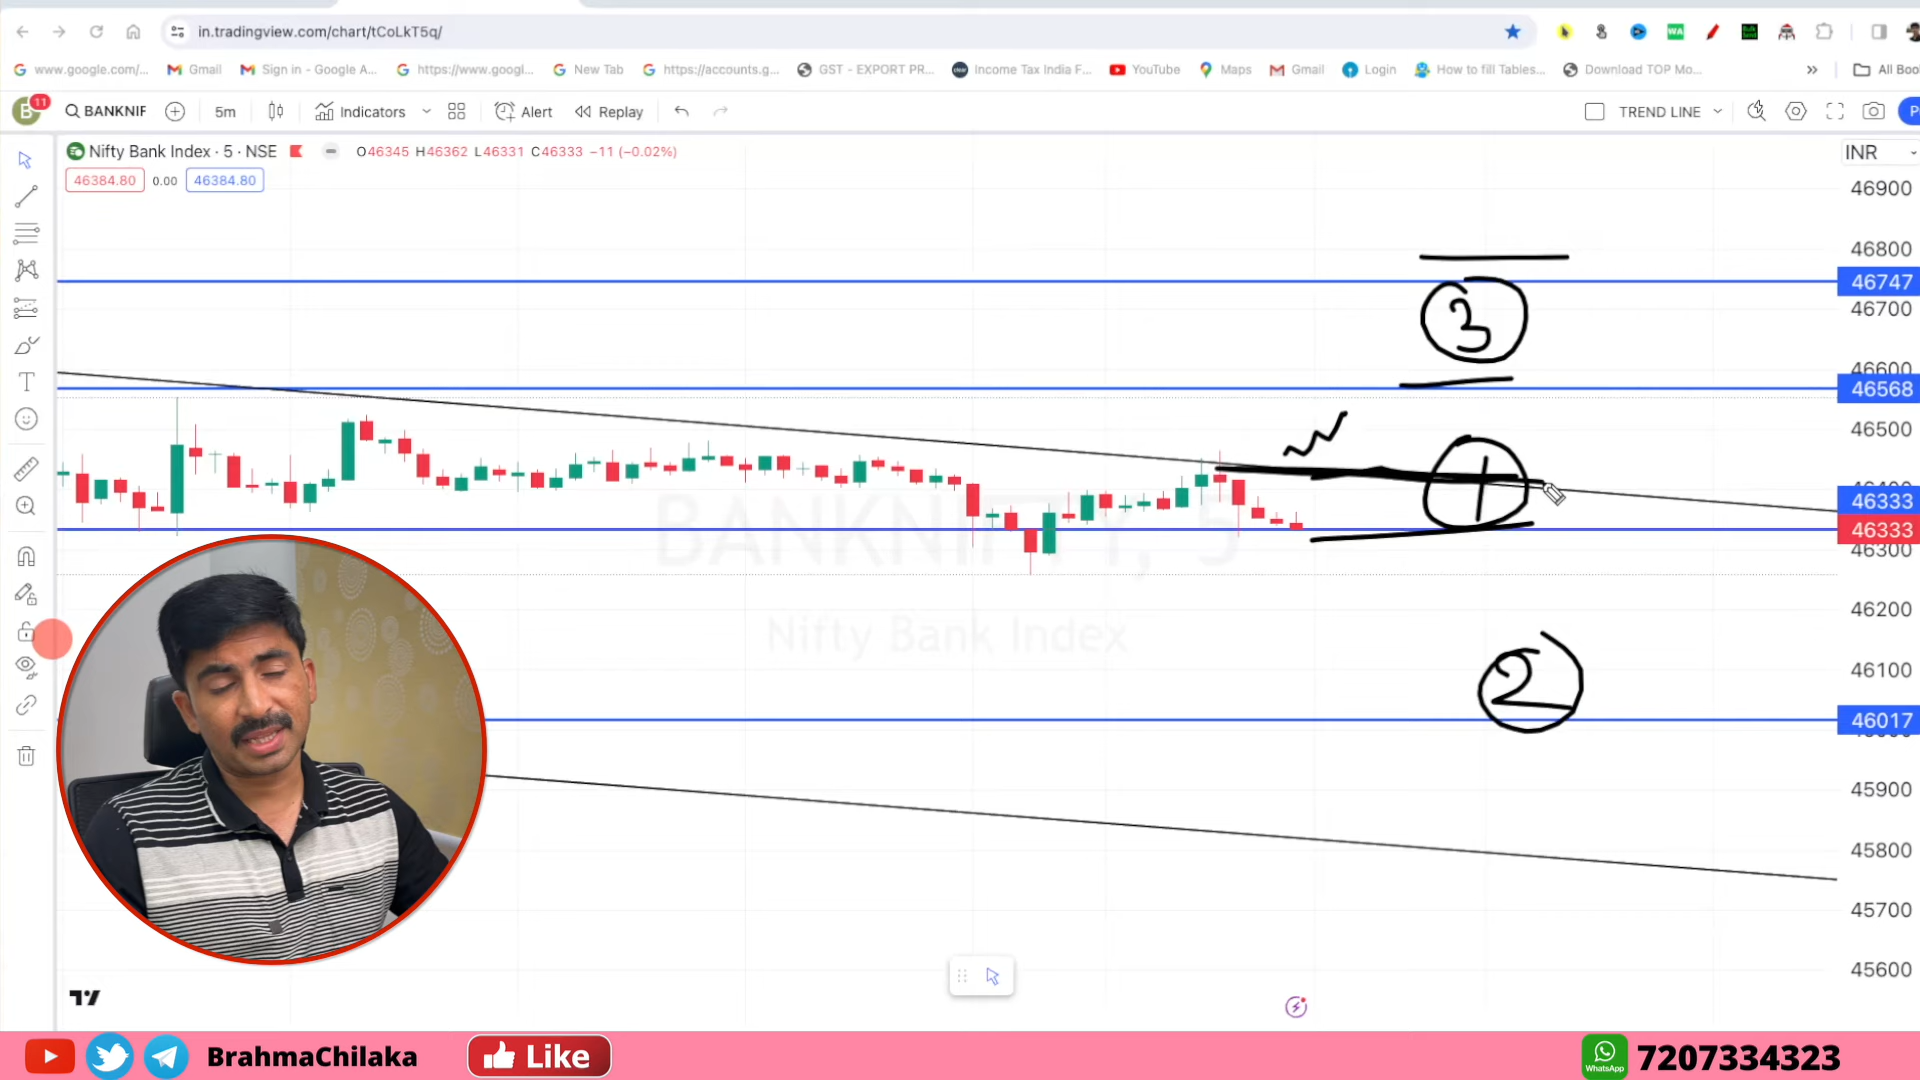 in.tradingview.com/chart/tCoLkT5q/
www.google.com/... Gmail Sign in - Google A... https://www.googl... New Tab https://accounts.g... GST - EXPORT PR... Income Tax India F... YouTube Maps Gmail Login How to fill Tables... Download TOP Mo... » All Boo
B 11 BANKNIF 5m Indicators Alert Replay TREND LINE P
Nifty Bank Index · 5 · NSE O46345 H46362 L46331 C46333 −11 (−0.02%) INR
46384.80 0.00 46384.80
46900
46800
46747
46700
3
46600
46568
46500
1
46333
46333
46300
BANKNIFTY, 5
46200
Nifty Bank Index
46100
2
46017
45900
45800
45700
45600
BrahmaChilaka Like WhatsApp 7207334323